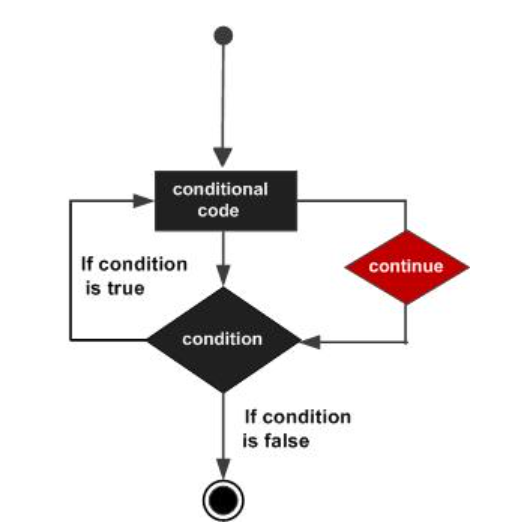 conditional
code
continue
If condition
is true
condition
If condition
is false